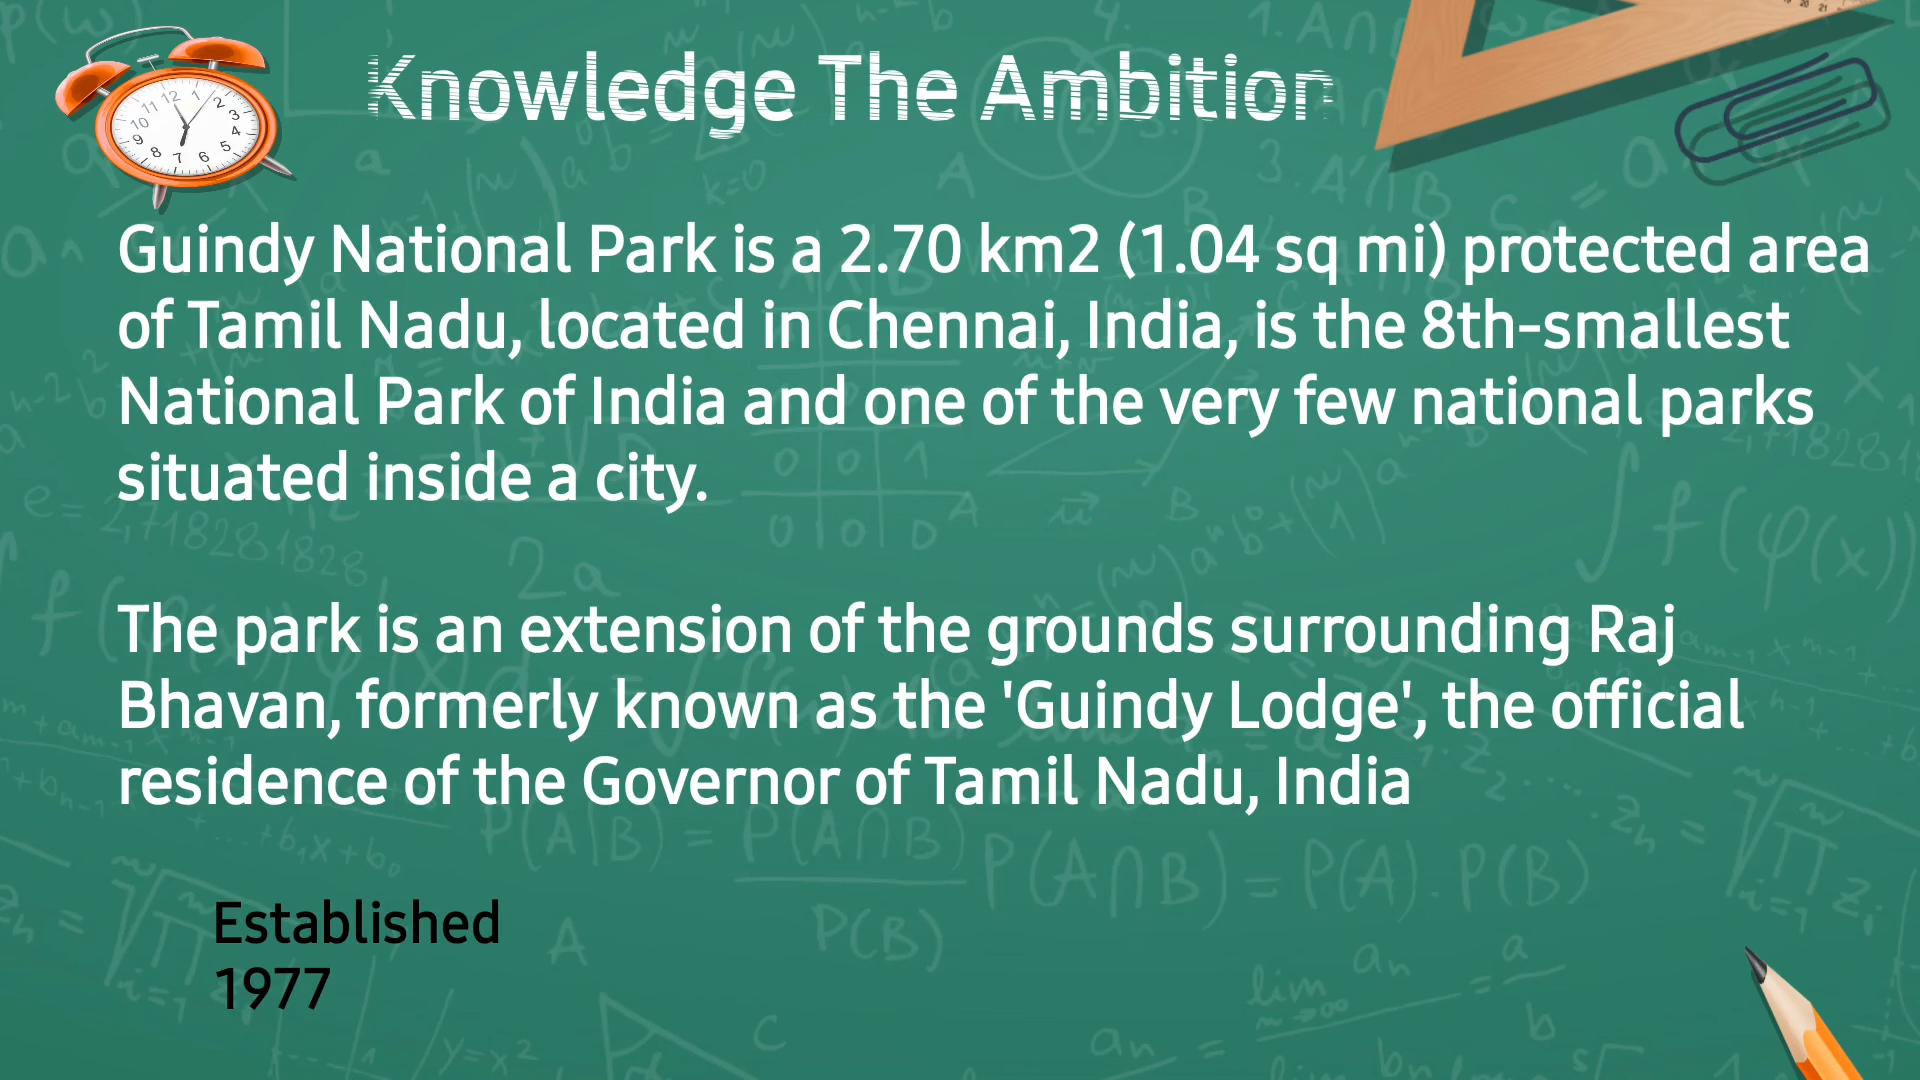 Knowledge The Ambition
Guindy National Park is a 2.70 km2 (1.04 sq mi) protected area
of Tamil Nadu, located in Chennai, India, is the 8th-smallest
National Park of India and one of the very few national parks
situated inside a city.
The park is an extension of the grounds surrounding Raj
Bhavan, formerly known as the 'Guindy Lodge', the official
residence of the Governor of Tamil Nadu, India
Established
1977